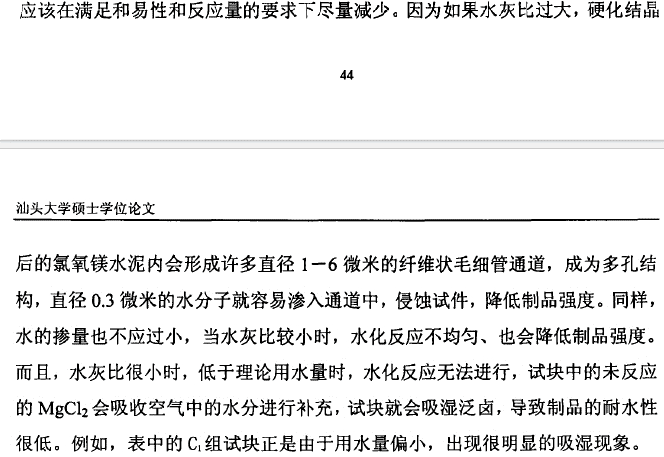 应该在满足和易性和反应量的要求下尽量减少。因为如果水灰比过大，硬化结晶
44
汕头大学硕士学位论文
后的氯氧镁水泥内会形成许多直径 1－6 微米的纤维状毛细管通道，成为多孔结
构，直径 0.3 微米的水分子就容易渗入通道中，侵蚀试件，降低制品强度。同样，
水的掺量也不应过小，当水灰比较小时，水化反应不均匀、也会降低制品强度。
而且，水灰比很小时，低于理论用水量时，水化反应无法进行，试块中的未反应
的 MgCl₂ 会吸收空气中的水分进行补充，试块就会吸湿泛卤，导致制品的耐水性
很低。例如，表中的 C₁ 组试块正是由于用水量偏小，出现很明显的吸湿现象。